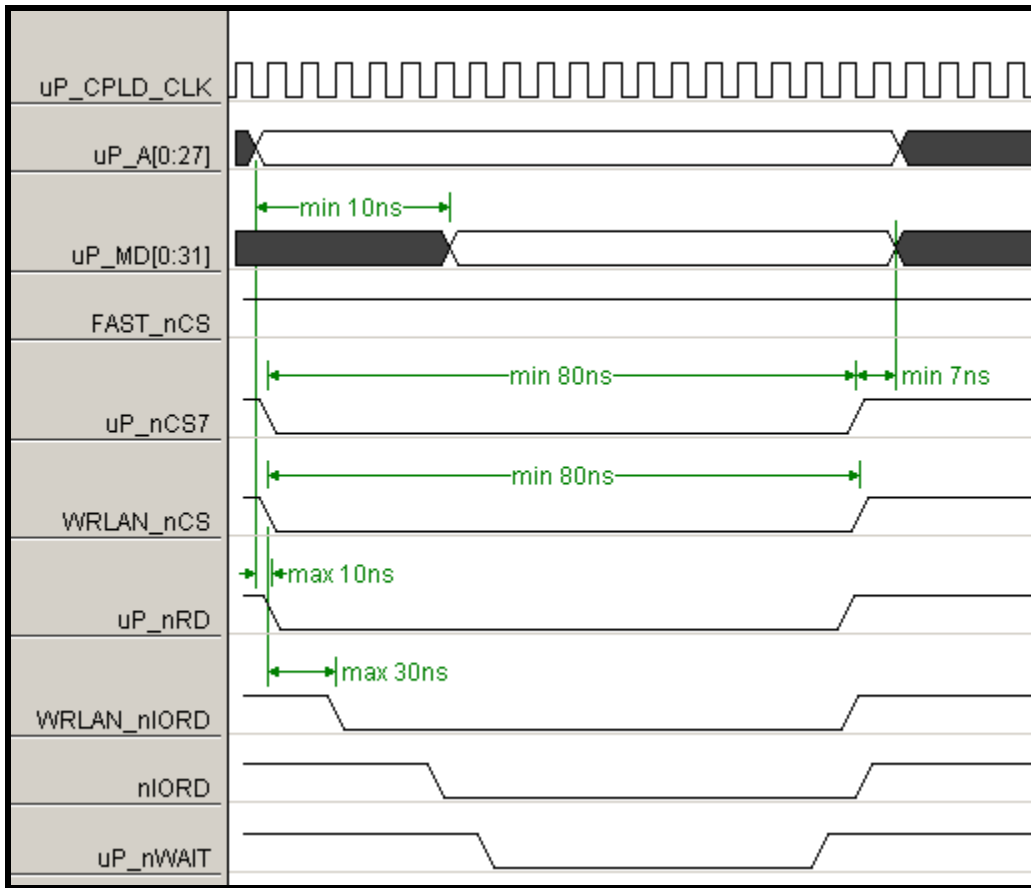 uP_CPLD_CLK
uP_A[0:27]
min 10ns
uP_MD[0:31]
FAST_nCS
min 80ns
min 7ns
uP_nCS7
min 80ns
WRLAN_nCS
max 10ns
uP_nRD
max 30ns
WRLAN_nIORD
nIORD
uP_nWAIT